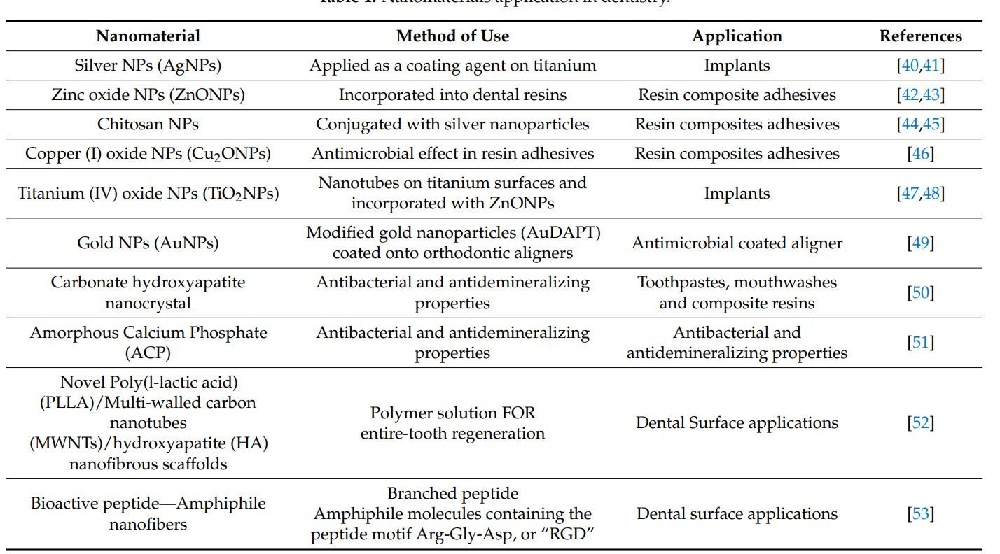 Table 1. Nanomaterials application in dentistry.
Nanomaterial Method of Use Application References
Silver NPs (AgNPs) Applied as a coating agent on titanium Implants [40,41]
Zinc oxide NPs (ZnONPs) Incorporated into dental resins Resin composite adhesives [42,43]
Chitosan NPs Conjugated with silver nanoparticles Resin composites adhesives [44,45]
Copper (I) oxide NPs (Cu₂ONPs) Antimicrobial effect in resin adhesives Resin composites adhesives [46]
Titanium (IV) oxide NPs (TiO₂NPs) Nanotubes on titanium surfaces and
incorporated with ZnONPs Implants [47,48]
Gold NPs (AuNPs) Modified gold nanoparticles (AuDAPT)
coated onto orthodontic aligners Antimicrobial coated aligner [49]
Carbonate hydroxyapatite
nanocrystal
Antibacterial and antidemineralizing
properties
Toothpastes, mouthwashes
and composite resins
[50]
Amorphous Calcium Phosphate
(ACP)
Antibacterial and antidemineralizing
properties
Antibacterial and
antidemineralizing properties
[51]
Novel Poly(l-lactic acid)
(PLLA)/Multi-walled carbon
nanotubes
(MWNTs)/hydroxyapatite (HA)
nanofibrous scaffolds
Polymer solution FOR
entire-tooth regeneration
Dental Surface applications
[52]
Bioactive peptide—Amphiphile
nanofibers
Branched peptide
Amphiphile molecules containing the
peptide motif Arg-Gly-Asp, or “RGD”
Dental surface applications
[53]